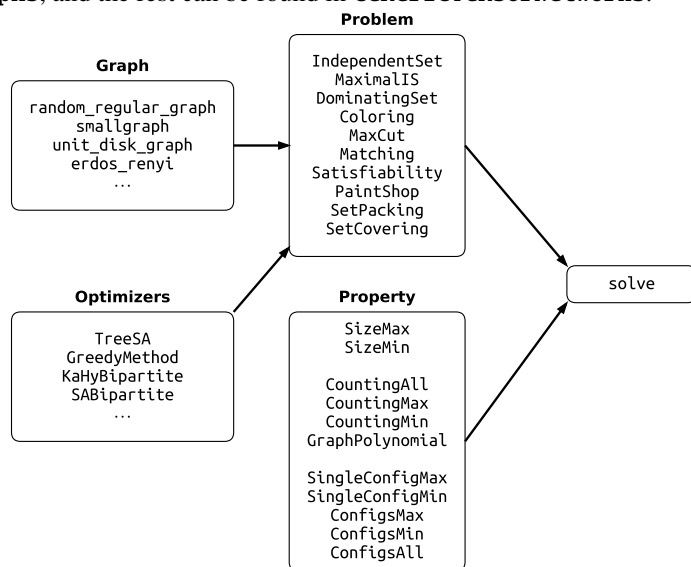 , and the rest can be found in
Problem
IndependentSet
MaximalIS
DominatingSet
Coloring
MaxCut
Matching
Satisfiability
PaintShop
SetPacking
SetCovering
Graph
random_regular_graph
smallgraph
unit_disk_graph
erdos_renyi
...
Optimizers
TreeSA
GreedyMethod
KaHyBipartite
SABipartite
...
Property
SizeMax
SizeMin
CountingAll
CountingMax
CountingMin
GraphPolynomial
SingleConfigMax
SingleConfigMin
ConfigsMax
ConfigsMin
ConfigsAll
solve